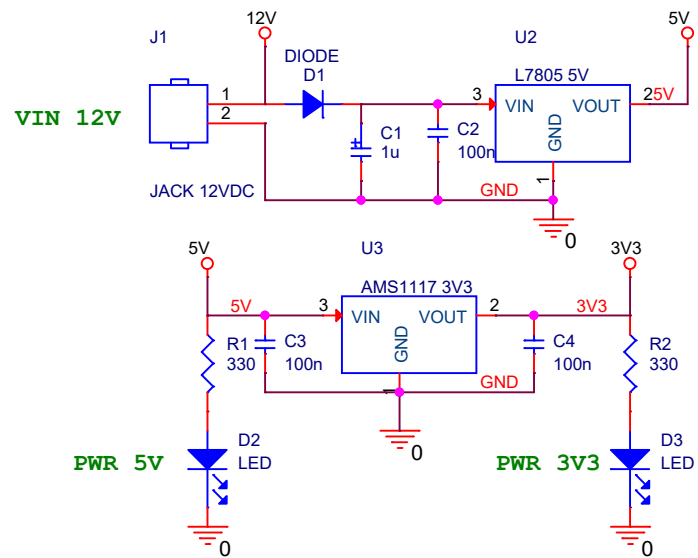 J1
12V
U2
5V
DIODE
D1
L7805 5V
1
2
VIN 12V
3
VIN
VOUT
2
5V
GND
C1
1u
C2
100n
1
JACK 12VDC
GND
0
5V
U3
3V3
AMS1117 3V3
5V
3
VIN
VOUT
2
3V3
GND
R1
330
C3
100n
C4
100n
R2
330
1
GND
0
PWR 5V
D2
LED
PWR 3V3
D3
LED
0
0